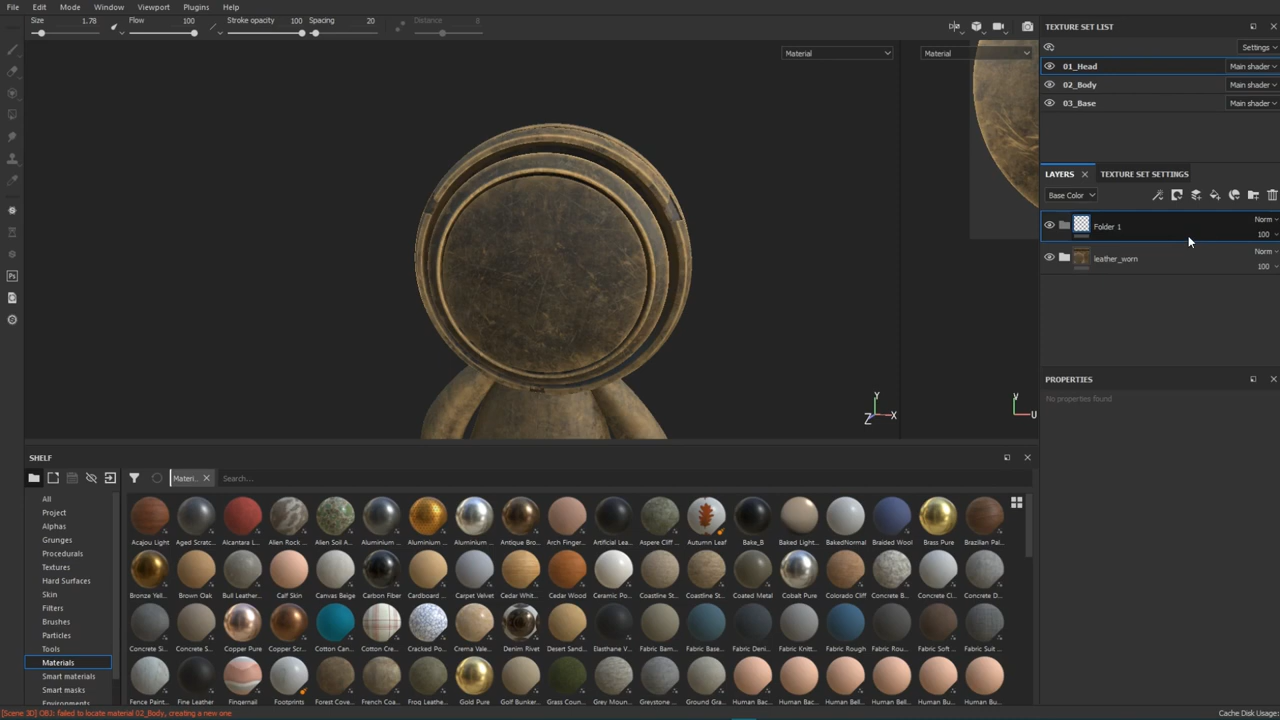 File Edit Mode Window Viewport Plugins Help
Size 1.78 Flow 100 Stroke opacity 100 Spacing 20 Distance 8
Material Material
TEXTURE SET LIST
Settings
01_Head Main shader
02_Body Main shader
03_Base Main shader
LAYERS TEXTURE SET SETTINGS
Base Color
Folder 1 Norm 100
leather_worn Norm 100
PROPERTIES
No properties found
Y X Z V U
SHELF
Materi... Search...
All
Project
Alphas
Grunges
Procedurals
Textures
Hard Surfaces
Skin
Filters
Brushes
Particles
Tools
Materials
Smart materials
Smart masks
Environments
Acajou Light Aged Scratc... Alcantara L... Alien Rock ... Alien Soil A... Aluminium ... Aluminium ... Aluminium ... Antique Bro... Arch Finger... Artificial Lea... Aspere Cliff ... Autumn Leaf Bake_B Baked Light... BakedNormal Braided Wool Brass Pure Brazilian Pal...
Bronze Yell... Brown Oak Bull Leather... Calf Skin Canvas Beige Carbon Fiber Cardboard ... Carpet Velvet Cedar Whit... Cedar Wood Ceramic Po... Coastline St... Coastline St... Coated Metal Cobalt Pure Colorado Cliff Concrete B... Concrete Cl... Concrete D...
Concrete Si... Concrete S... Copper Pure Copper Scr... Cotton Can... Cotton Cre... Cracked Po... Crema Vale... Denim Rivet Desert Sand... Elasthane V... Fabric Barn... Fabric Base... Fabric Deni... Fabric Knitt... Fabric Rough Fabric Rou... Fabric Soft ... Fabric Suit ...
Fence Paint... Fine Leather Fingernail Footprints Forest Cove... French Coa... Frog Leathe... Gold Pure Golf Bunker... Green Mou... Grey Moun... Greystone ... Ground Gra... Human Bac... Human Bell... Human Bell... Human Bu... Human Bu... Human Bu...
[Scene 3D] OBJ: failed to locate material 02_Body, creating a new one
Cache Disk Usage: